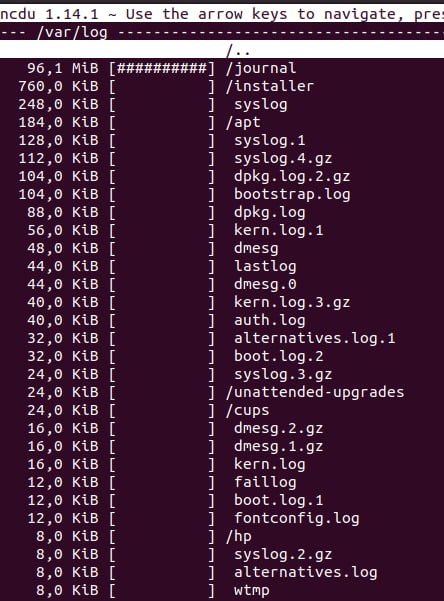 ncdu 1.14.1 ~ Use the arrow keys to navigate, pres
--- /var/log --------------------------------------
/..
96,1 MiB [##########] /journal
760,0 KiB [          ] /installer
248,0 KiB [          ]  syslog
184,0 KiB [          ] /apt
128,0 KiB [          ]  syslog.1
112,0 KiB [          ]  syslog.4.gz
104,0 KiB [          ]  dpkg.log.2.gz
104,0 KiB [          ]  bootstrap.log
88,0 KiB [          ]  dpkg.log
56,0 KiB [          ]  kern.log.1
48,0 KiB [          ]  dmesg
44,0 KiB [          ]  lastlog
44,0 KiB [          ]  dmesg.0
40,0 KiB [          ]  kern.log.3.gz
40,0 KiB [          ]  auth.log
32,0 KiB [          ]  alternatives.log.1
32,0 KiB [          ]  boot.log.2
24,0 KiB [          ]  syslog.3.gz
24,0 KiB [          ] /unattended-upgrades
24,0 KiB [          ] /cups
16,0 KiB [          ]  dmesg.2.gz
16,0 KiB [          ]  dmesg.1.gz
16,0 KiB [          ]  kern.log
12,0 KiB [          ]  faillog
12,0 KiB [          ]  boot.log.1
12,0 KiB [          ]  fontconfig.log
8,0 KiB [          ] /hp
8,0 KiB [          ]  syslog.2.gz
8,0 KiB [          ]  alternatives.log
8,0 KiB [          ]  wtmp